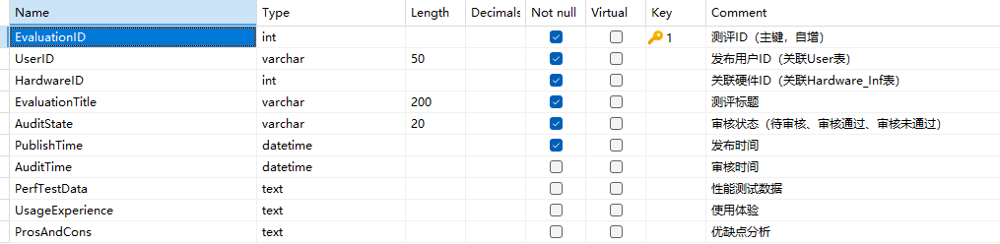 Name Type Length Decimals Not null Virtual Key Comment
EvaluationID int 1 测评ID（主键，自增）
UserID varchar 50 发布用户ID（关联User表）
HardwareID int 关联硬件ID（关联Hardware_Inf表）
EvaluationTitle varchar 200 测评标题
AuditState varchar 20 审核状态（待审核、审核通过、审核未通过）
PublishTime datetime 发布时间
AuditTime datetime 审核时间
PerfTestData text 性能测试数据
UsageExperience text 使用体验
ProsAndCons text 优缺点分析